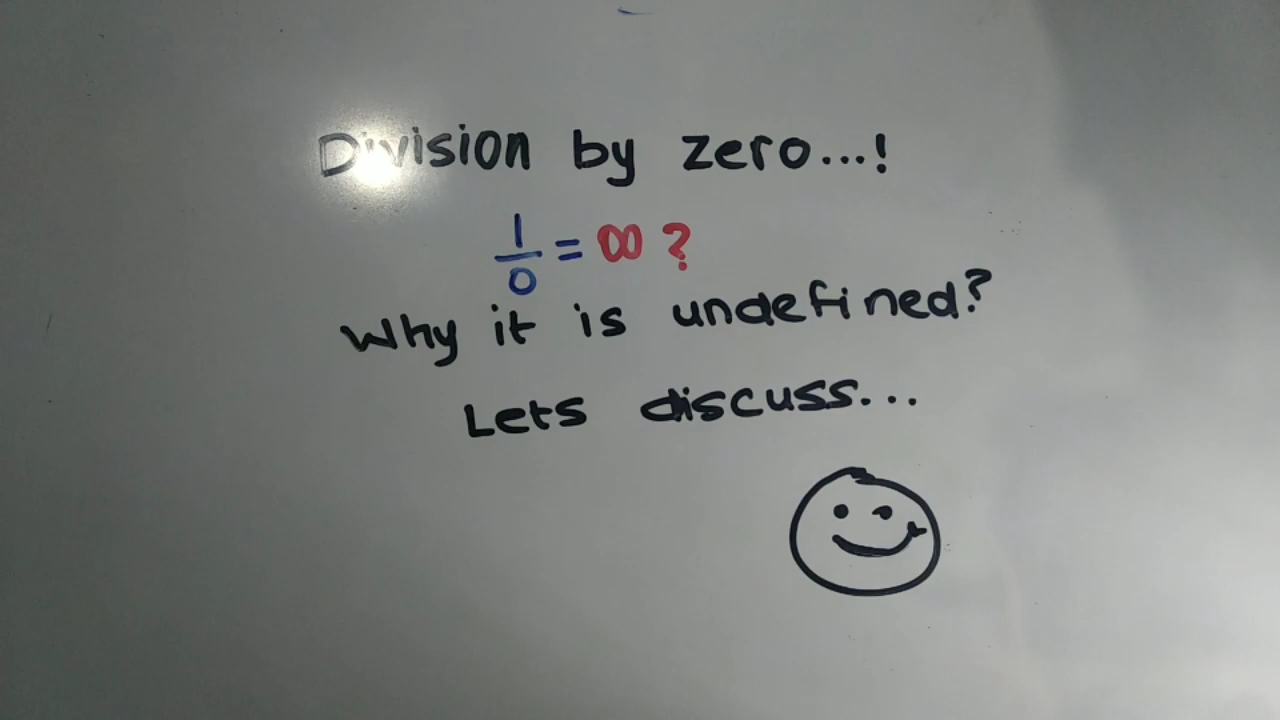 Division by zero...!
1/0 = ∞ ?
Why it is undefined?
Lets discuss...